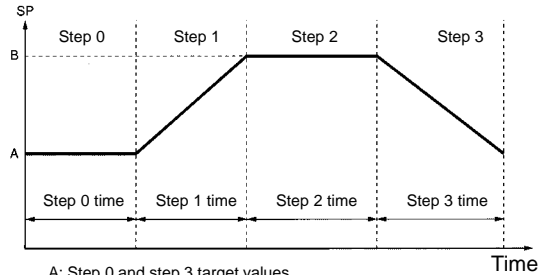 SP
Step 0 Step 1 Step 2 Step 3
B
A
Step 0 time Step 1 time Step 2 time Step 3 time
Time
A: Step 0 and step 3 target values